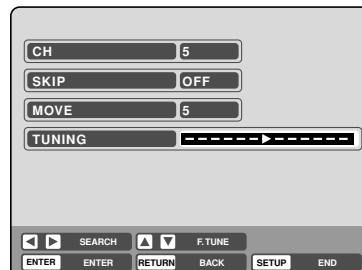 CH 5
SKIP OFF
MOVE 5
TUNING
SEARCH F. TUNE
ENTER ENTER RETURN BACK SETUP END